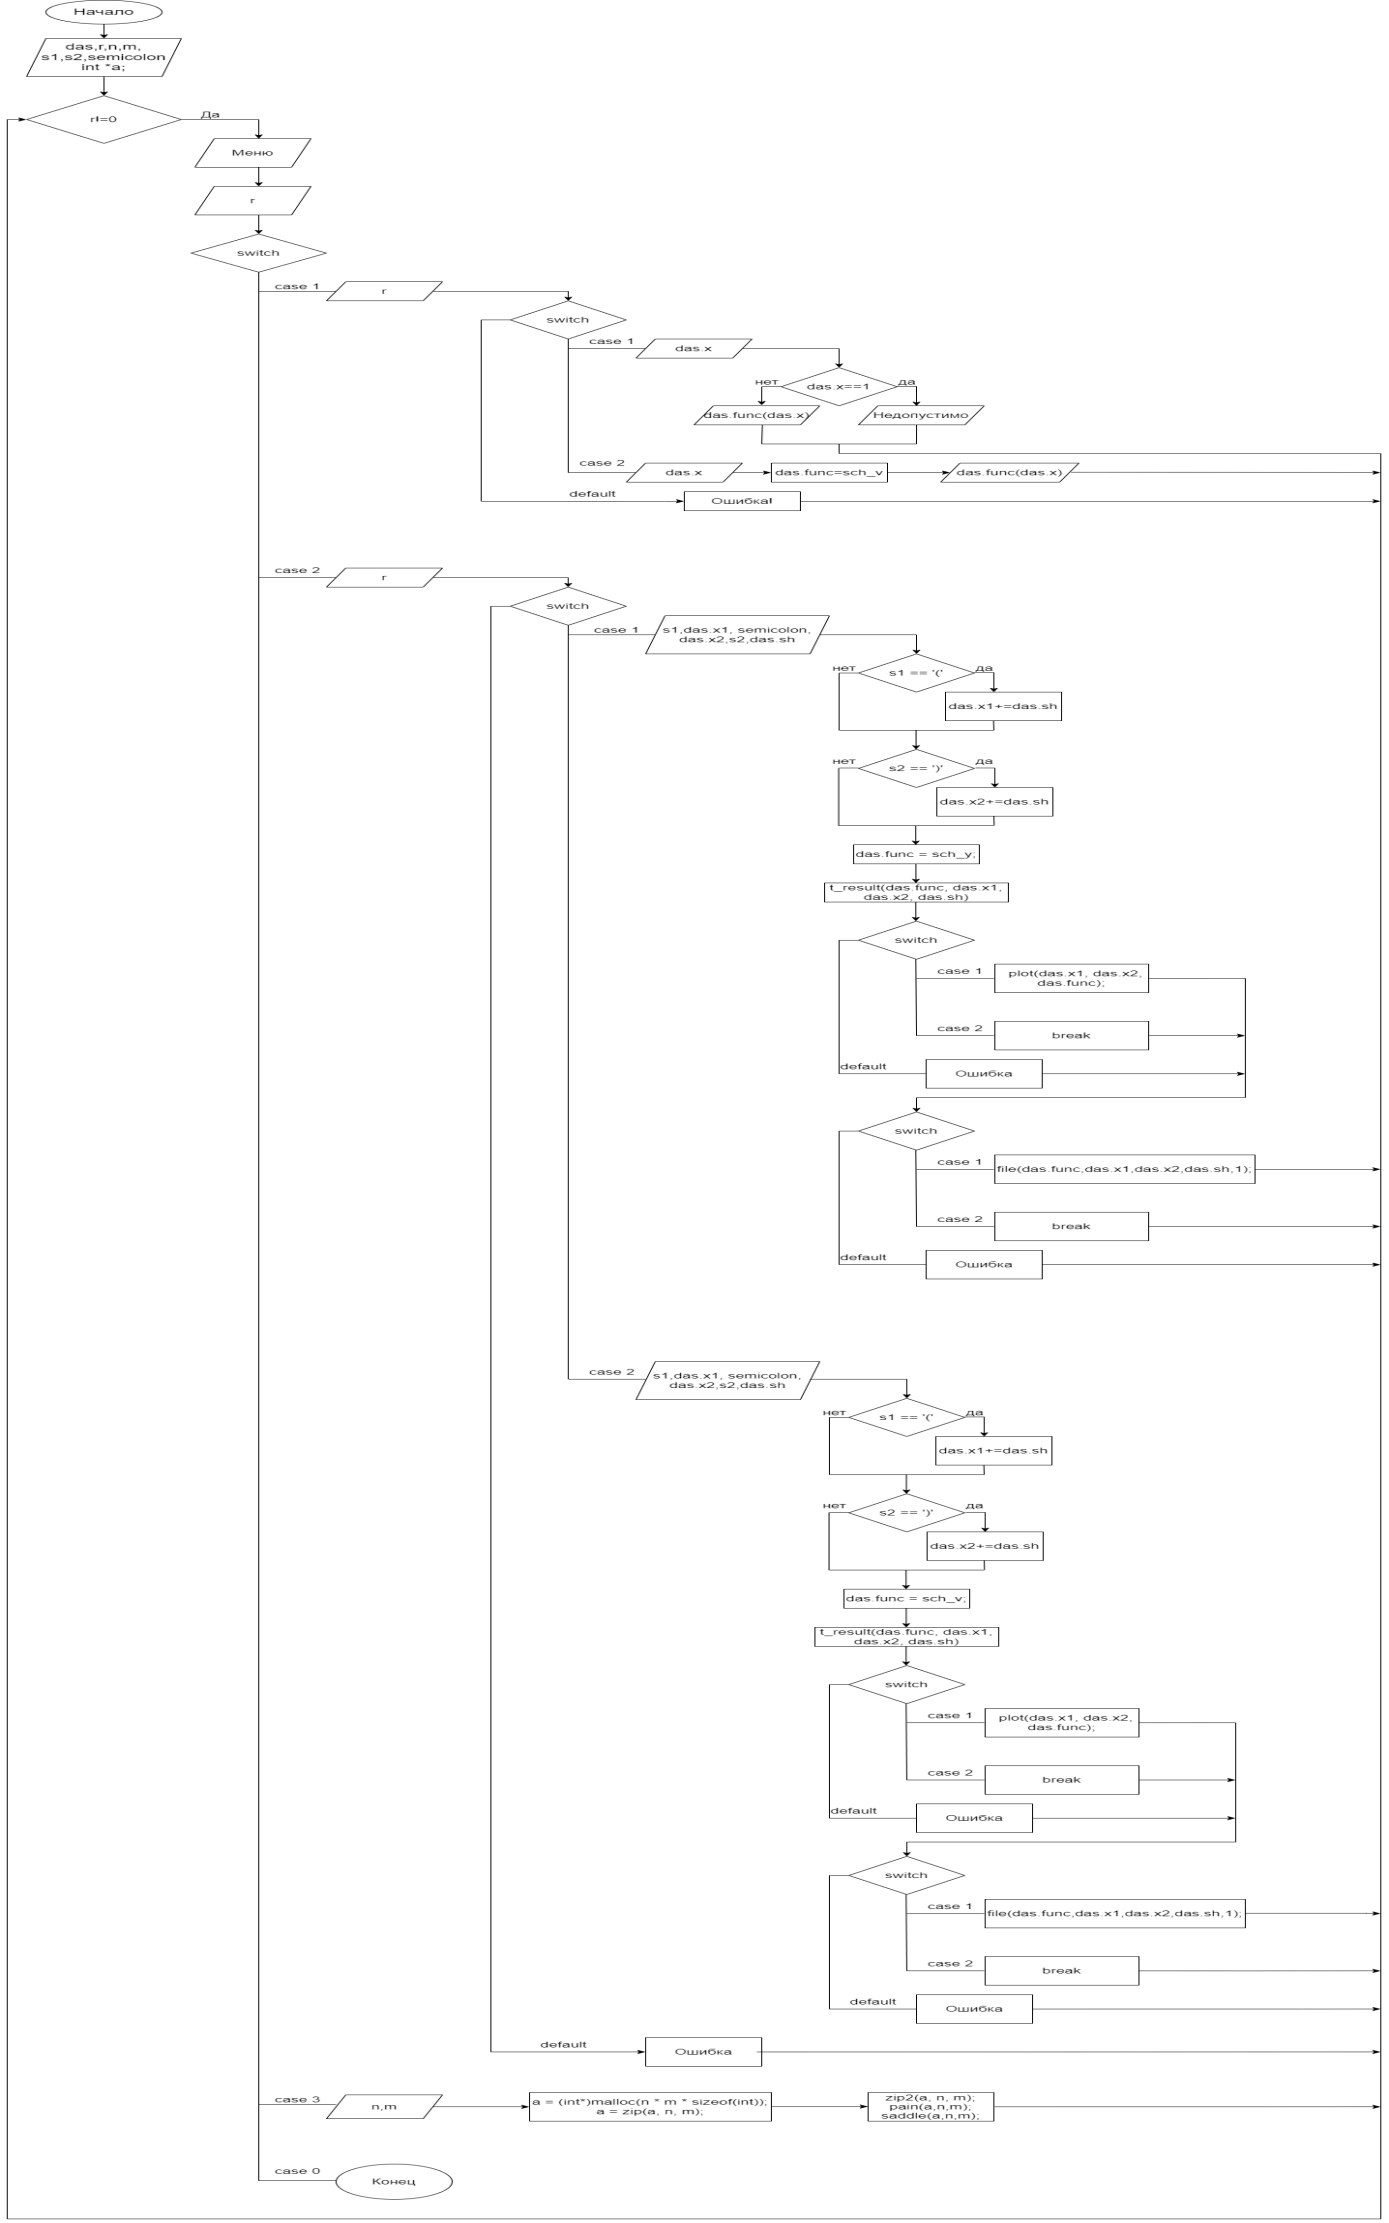 Начало
das,r,n,m,
s1,s2,semicolon
int *a;
r!=0
Да
Меню
r
switch
case 1
r
switch
case 1
das.x
das.x==1
нет
да
das.func(das.x)
Недопустимо
case 2
das.x
das.func=sch_v
das.func(das.x)
default
Ошибка!
case 2
r
switch
case 1
s1,das.x1, semicolon,
das.x2,s2,das.sh
нет
s1 == '('
да
das.x1+=das.sh
нет
s2 == ')'
да
das.x2+=das.sh
das.func = sch_y;
t_result(das.func, das.x1,
das.x2, das.sh)
switch
case 1
plot(das.x1, das.x2,
das.func);
case 2
break
default
Ошибка
switch
case 1
file(das.func,das.x1,das.x2,das.sh,1);
case 2
break
default
Ошибка
case 2
s1,das.x1, semicolon,
das.x2,s2,das.sh
нет
s1 == '('
да
das.x1+=das.sh
нет
s2 == ')'
да
das.x2+=das.sh
das.func = sch_v;
t_result(das.func, das.x1,
das.x2, das.sh)
switch
case 1
plot(das.x1, das.x2,
das.func);
case 2
break
default
Ошибка
switch
case 1
file(das.func,das.x1,das.x2,das.sh,1);
case 2
break
default
Ошибка
default
Ошибка
case 3
n,m
a = (int*)malloc(n * m * sizeof(int));
a = zip(a, n, m);
zip2(a, n, m);
pain(a,n,m);
saddle(a,n,m);
case 0
Конец